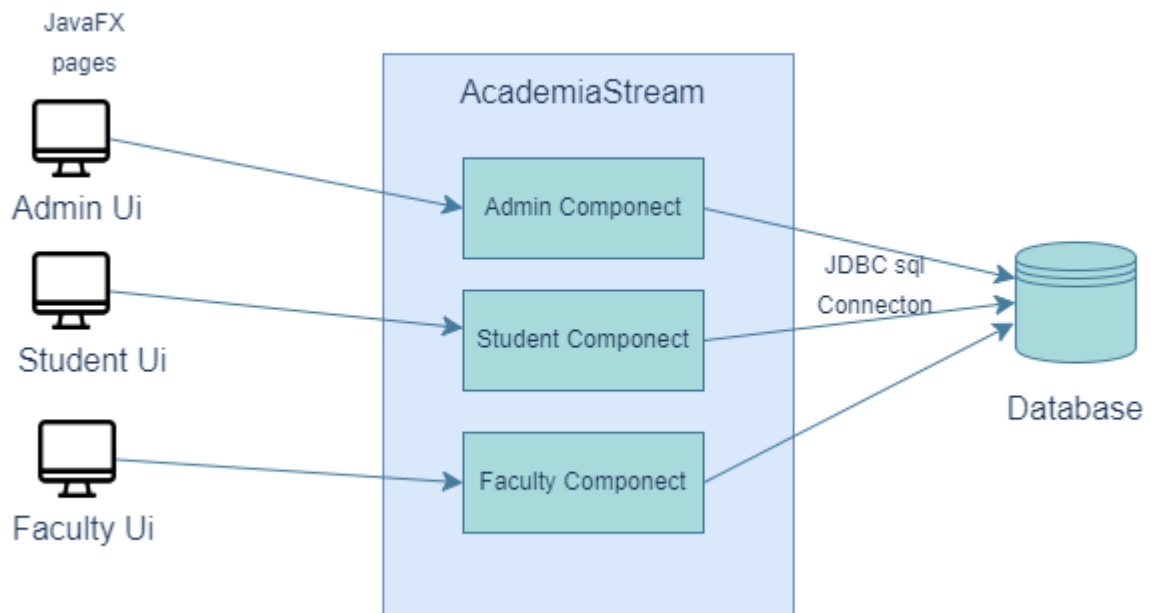 JavaFX
pages
AcademiaStream
Admin Ui
Admin Componect
JDBC sql
Connecton
Student Ui
Student Componect
Database
Faculty Ui
Faculty Componect